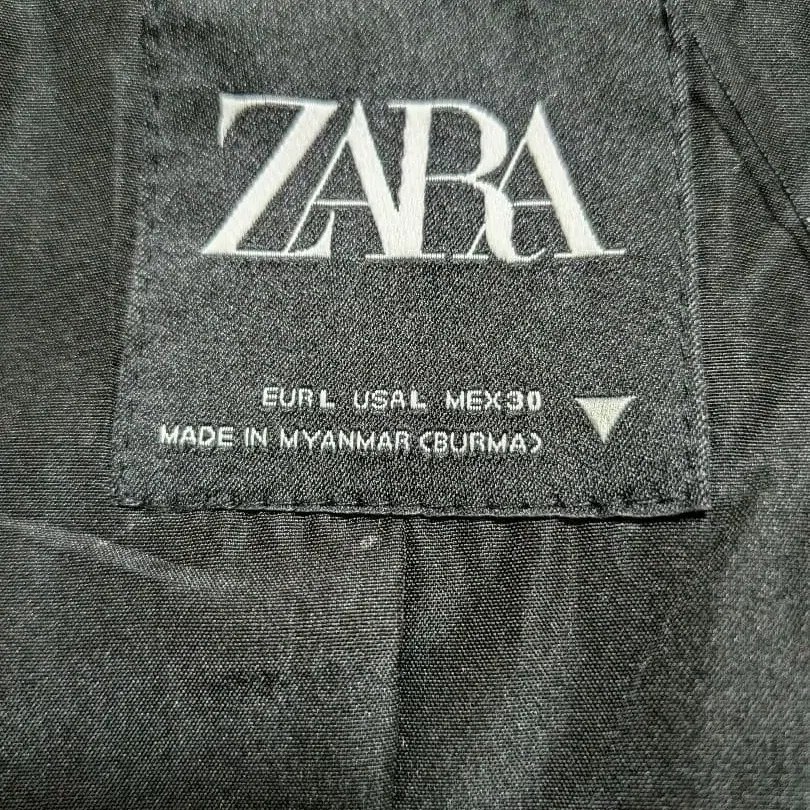 ZARA
EUR L USA L MEX 30
MADE IN MYANMAR (BURMA)